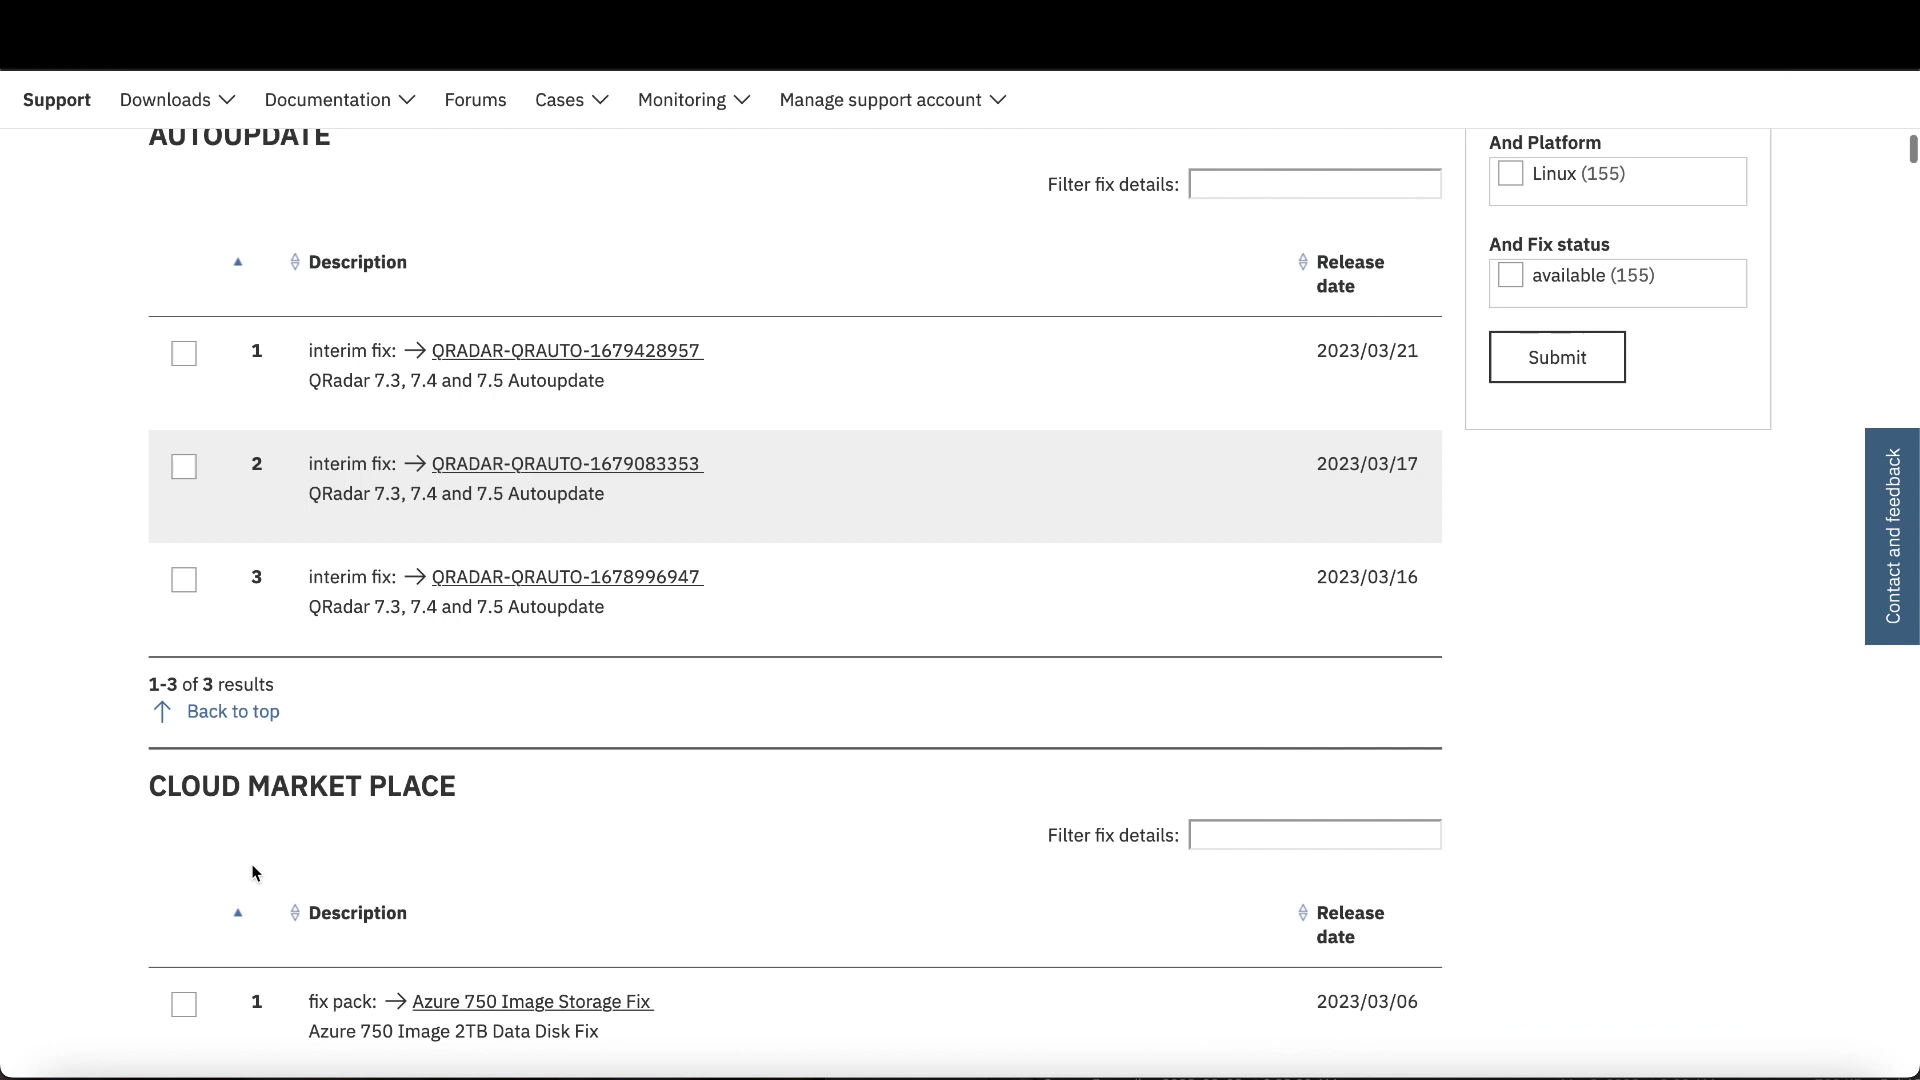 Support Downloads Documentation Forums Cases Monitoring Manage support account
AUTOUPDATE
Filter fix details:
Description Release
date
1 interim fix: QRADAR-QRAUTO-1679428957 2023/03/21
QRadar 7.3, 7.4 and 7.5 Autoupdate
2 interim fix: QRADAR-QRAUTO-1679083353 2023/03/17
QRadar 7.3, 7.4 and 7.5 Autoupdate
3 interim fix: QRADAR-QRAUTO-1678996947 2023/03/16
QRadar 7.3, 7.4 and 7.5 Autoupdate
1-3 of 3 results
Back to top
CLOUD MARKET PLACE
Filter fix details:
Description Release
date
1 fix pack: Azure 750 Image Storage Fix 2023/03/06
Azure 750 Image 2TB Data Disk Fix
And Platform
Linux (155)
And Fix status
available (155)
Submit
Contact and feedback